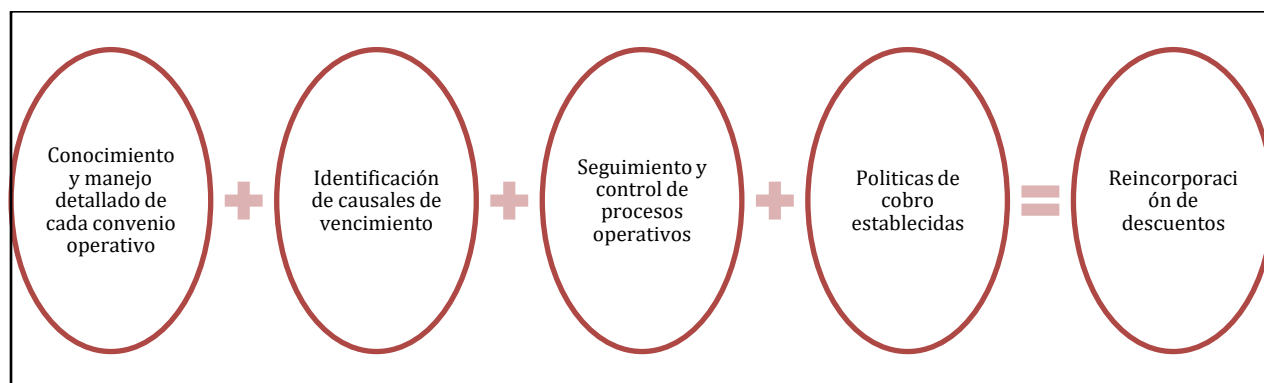 Conocimiento
y manejo
detallado de
cada convenio
operativo
Identificación
de causales de
vencimiento
Seguimiento y
control de
procesos
operativos
Politicas de
cobro
establecidas
Reincorporaci
ón de
descuentos